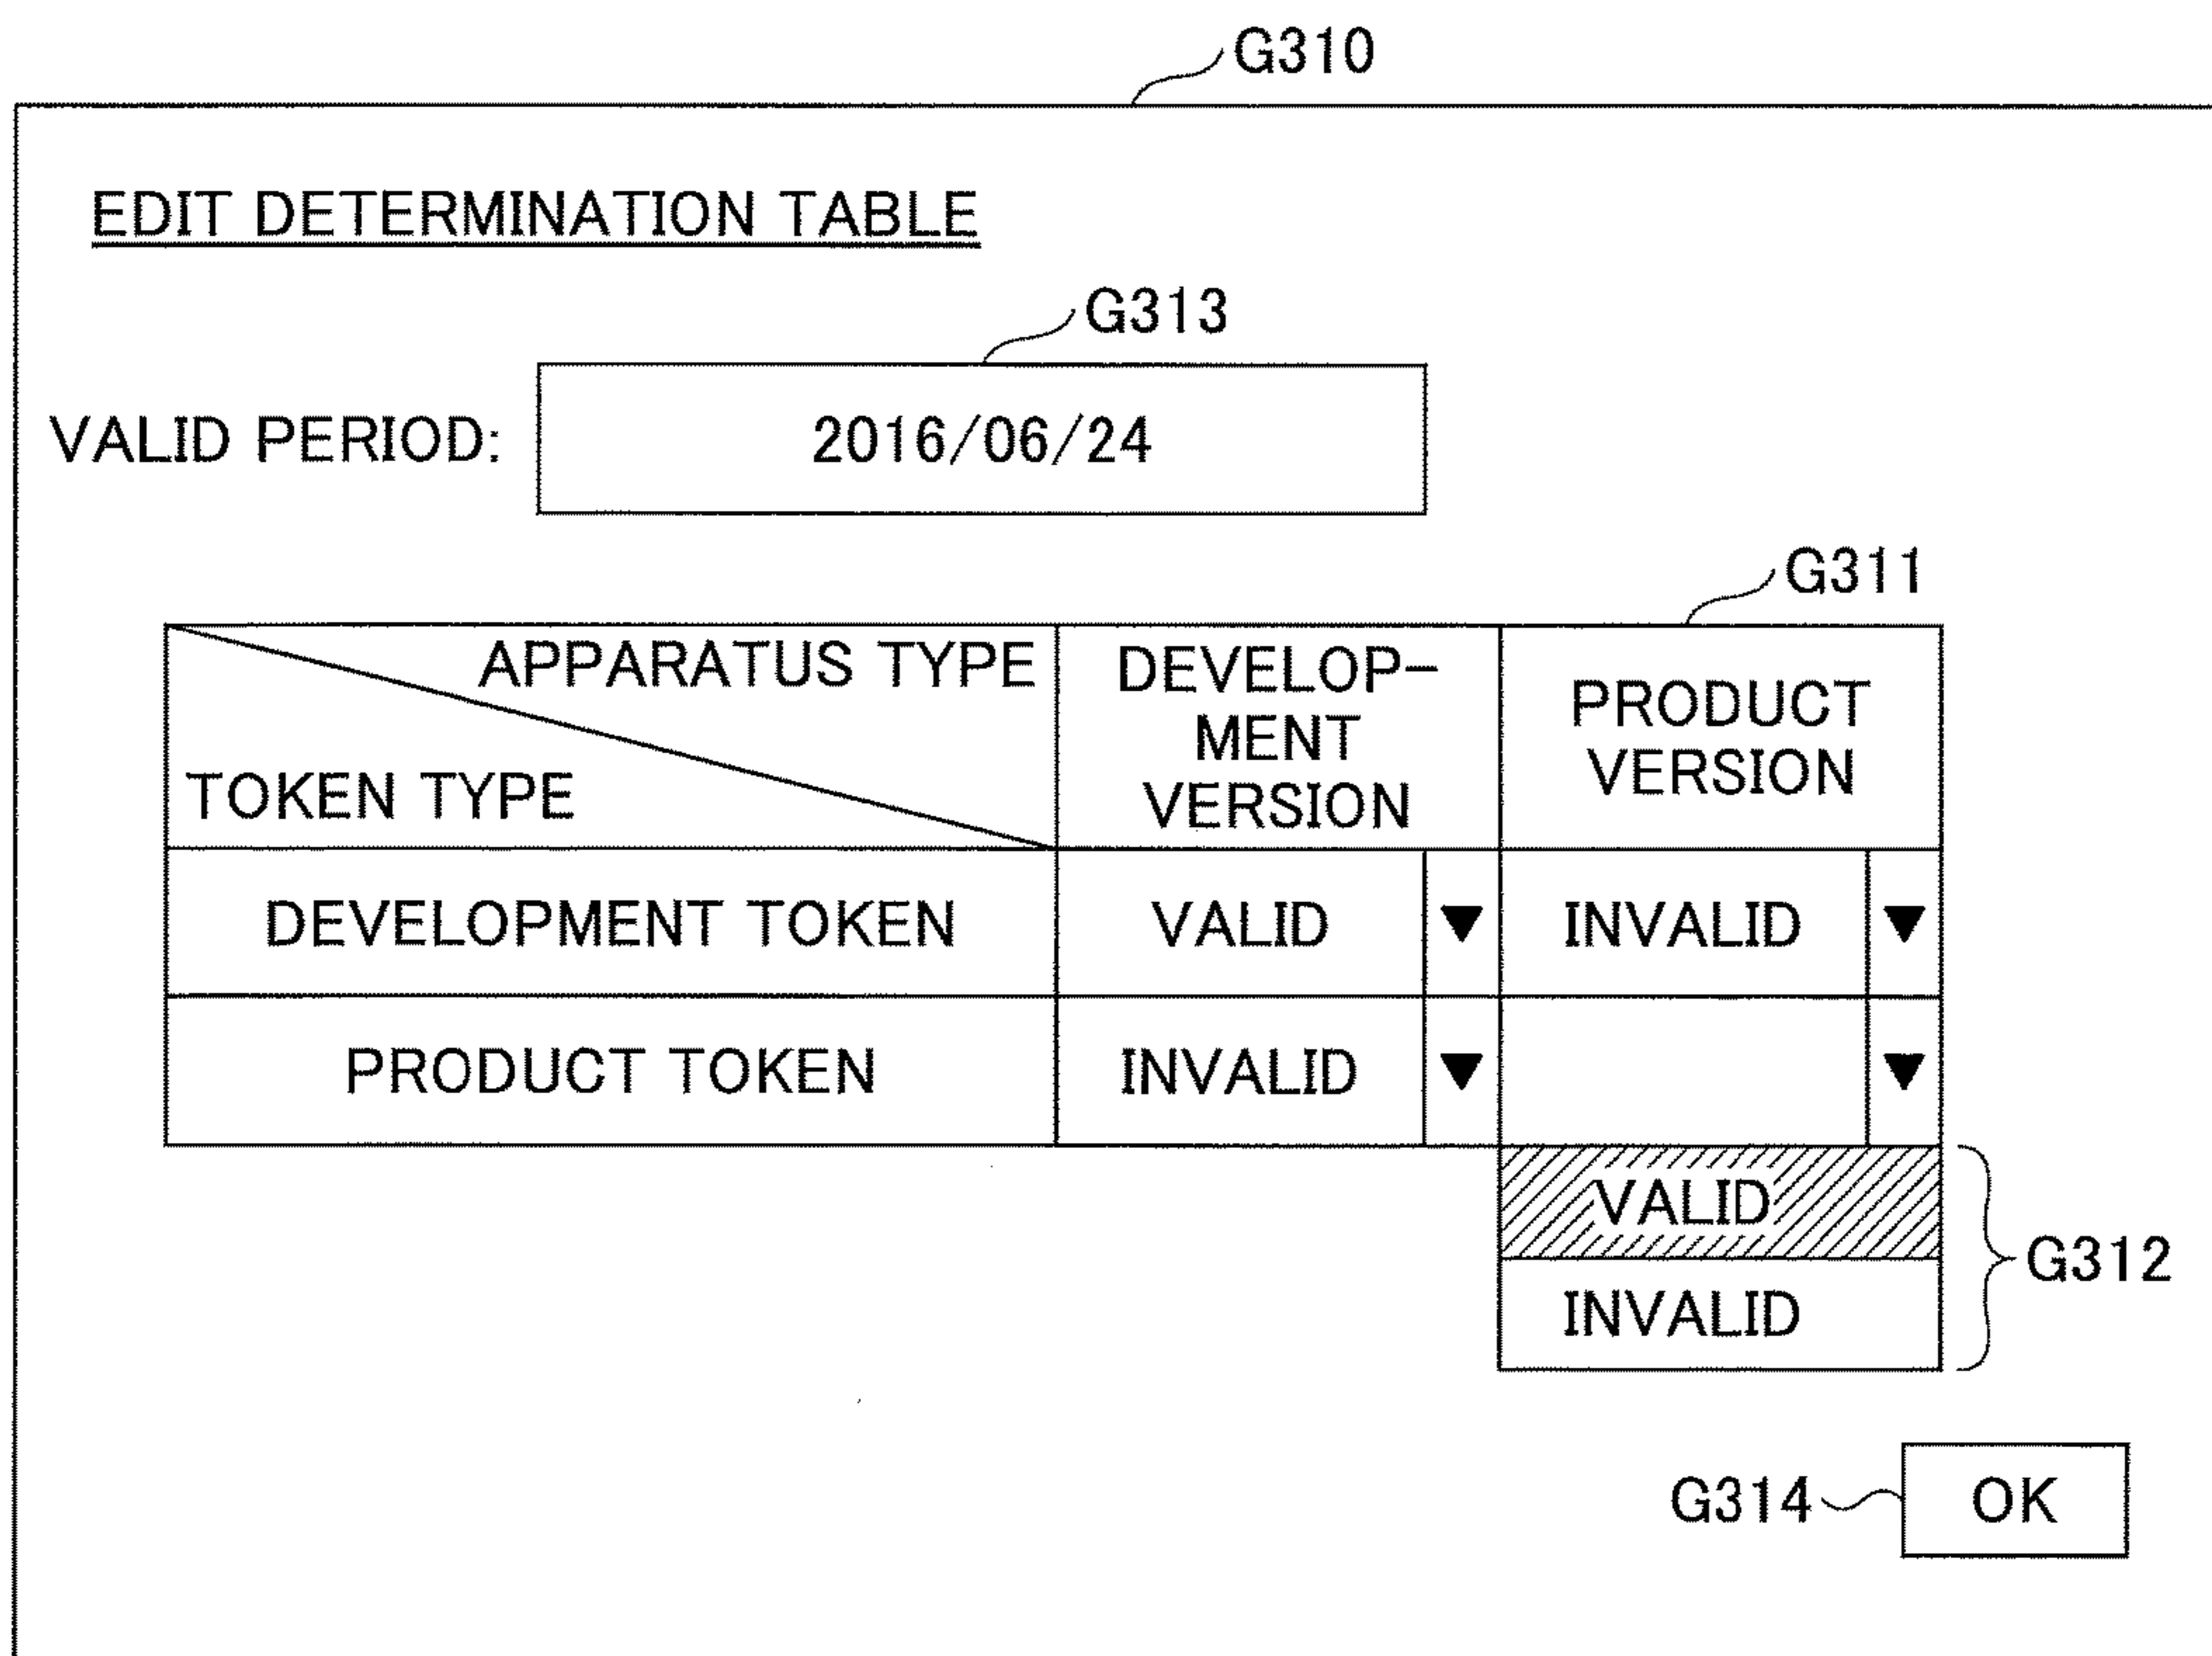 G310
EDIT DETERMINATION TABLE
G313
VALID PERIOD:
2016/06/24
G311
APPARATUS TYPE
TOKEN TYPE
DEVELOP-
MENT
VERSION
PRODUCT
VERSION
DEVELOPMENT TOKEN
VALID
▼
INVALID
▼
PRODUCT TOKEN
INVALID
▼
▼
VALID
INVALID
G312
G314
OK